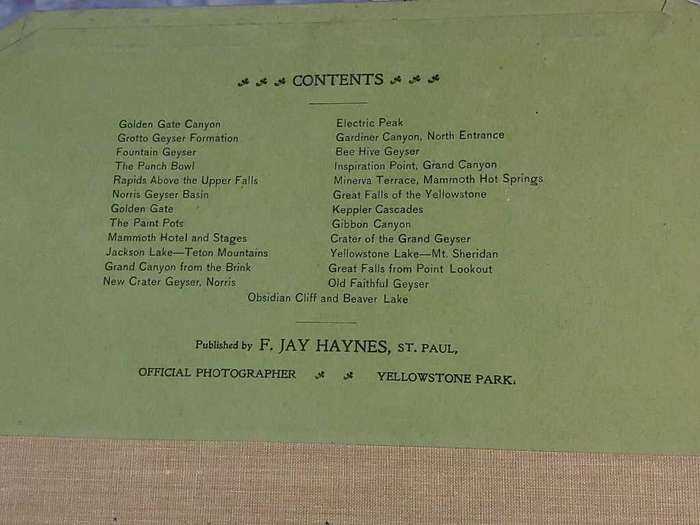 CONTENTS
Golden Gate Canyon
Grotto Geyser Formation
Fountain Geyser
The Punch Bowl
Rapids Above the Upper Falls
Norris Geyser Basin
Golden Gate
The Paint Pots
Mammoth Hotel and Stages
Jackson Lake—Teton Mountains
Grand Canyon from the Brink
New Crater Geyser, Norris
Electric Peak
Gardiner Canyon, North Entrance
Bee Hive Geyser
Inspiration Point, Grand Canyon
Minerva Terrace, Mammoth Hot Springs
Great Falls of the Yellowstone
Keppler Cascades
Gibbon Canyon
Crater of the Grand Geyser
Yellowstone Lake—Mt. Sheridan
Great Falls from Point Lookout
Old Faithful Geyser
Obsidian Cliff and Beaver Lake
Published by F. JAY HAYNES, ST. PAUL,
OFFICIAL PHOTOGRAPHER YELLOWSTONE PARK.